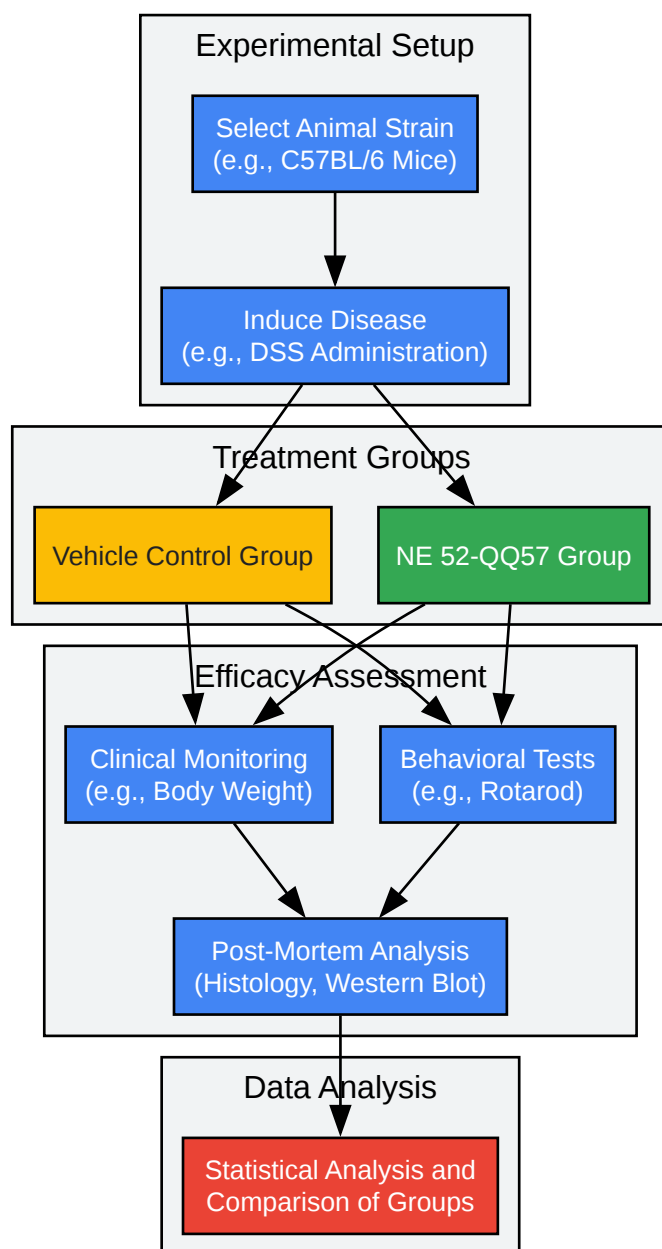 Experimental Setup
Select Animal Strain
(e.g., C57BL/6 Mice)
Induce Disease
(e.g., DSS Administration)
Treatment Groups
Vehicle Control Group
NE 52-QQ57 Group
Efficacy Assessment
Clinical Monitoring
(e.g., Body Weight)
Behavioral Tests
(e.g., Rotarod)
Post-Mortem Analysis
(Histology, Western Blot)
Data Analysis
Statistical Analysis and
Comparison of Groups